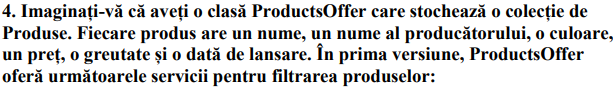 4. Imaginați-vă că aveți o clasă ProductsOffer care stochează o colecție de
Produse. Fiecare produs are un nume, un nume al producătorului, o culoare,
un preț, o greutate și o dată de lansare. În prima versiune, ProductsOffer
oferă următoarele servicii pentru filtrarea produselor: